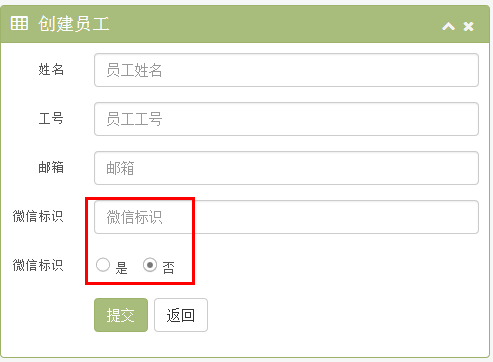 创建员工
姓名 员工姓名
工号 员工工号
邮箱 邮箱
微信标识 微信标识
微信标识 是 否
提交 返回